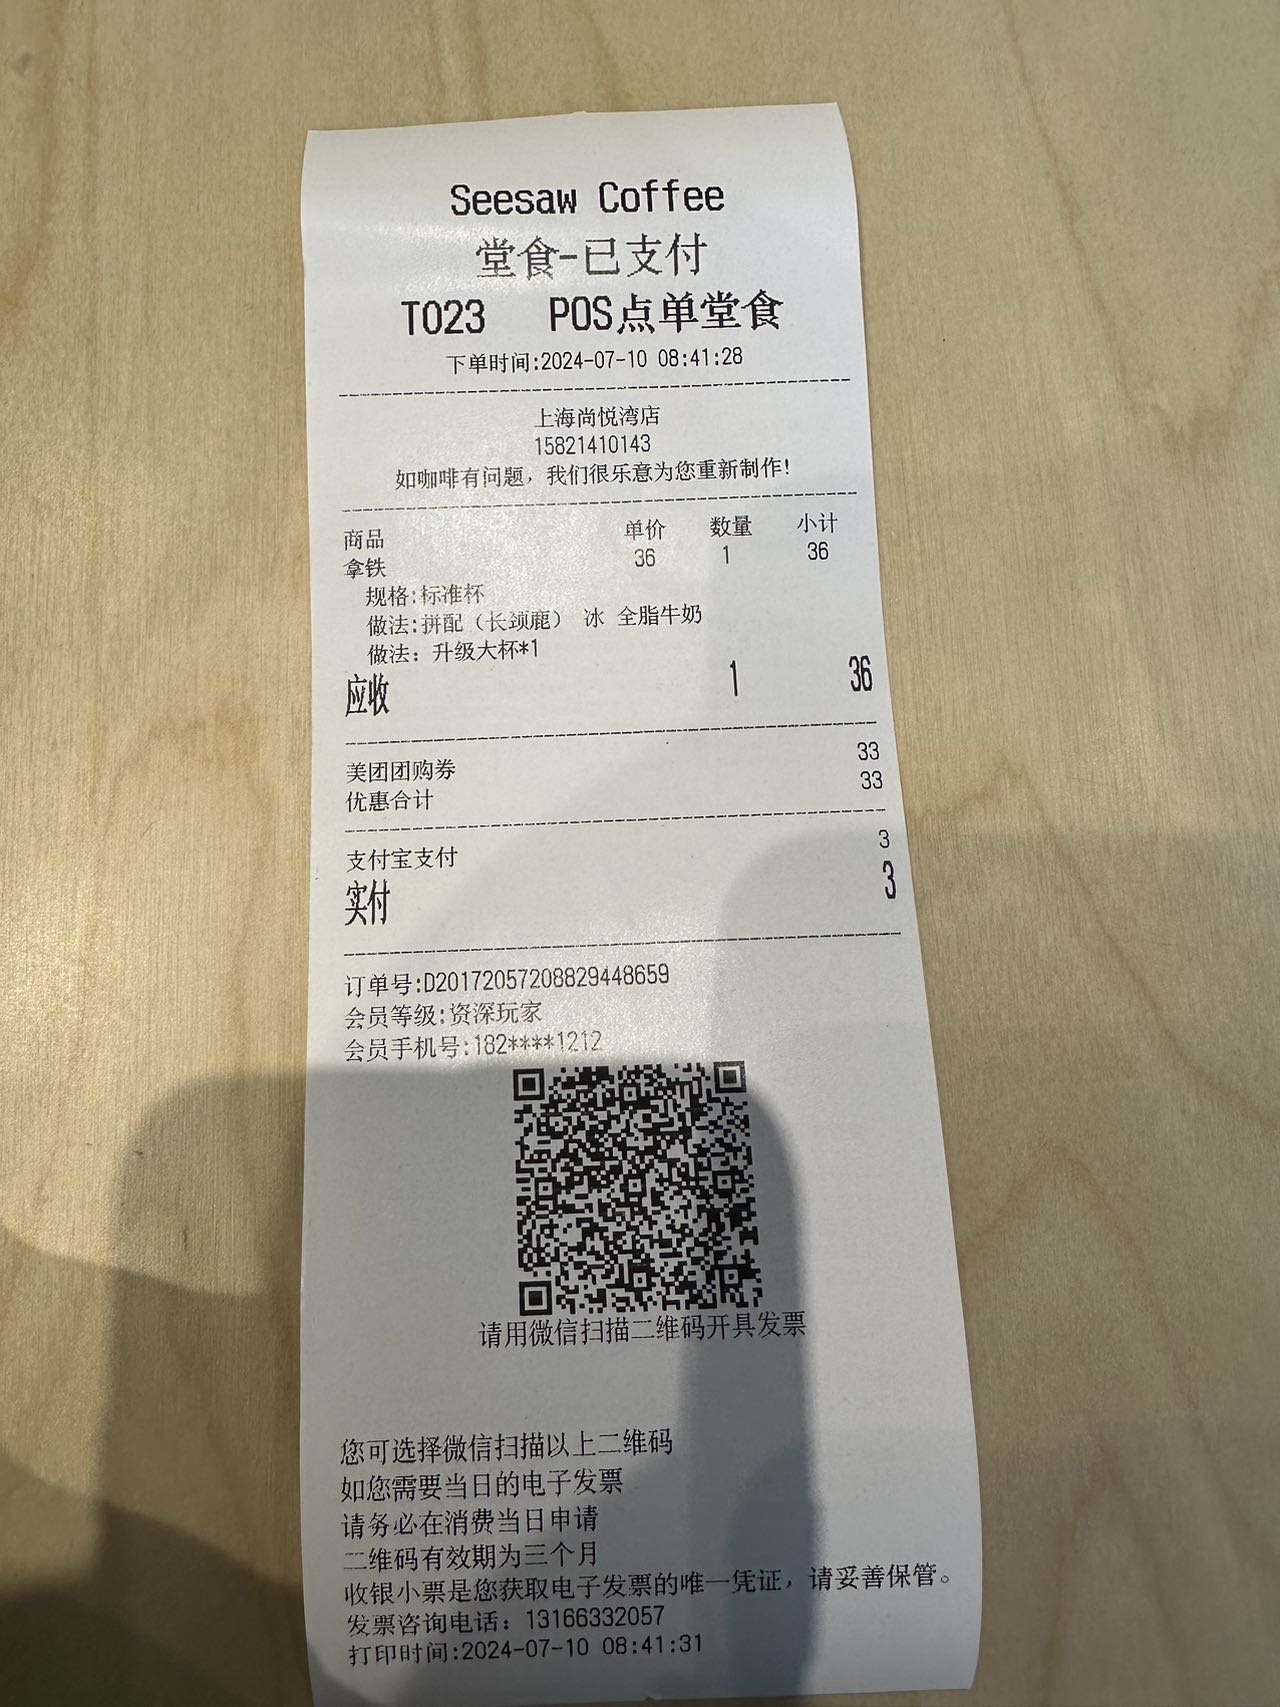 Seesaw Coffee
堂食-已支付
T023 POS点单堂食
下单时间:2024-07-10 08:41:28
上海尚悦湾店
15821410143
如咖啡有问题，我们很乐意为您重新制作!
商品 单价 数量 小计
拿铁 36 1 36
规格:标准杯
做法:拼配（长颈鹿） 冰 全脂牛奶
做法：升级大杯*1
应收 1 36
美团团购券 33
优惠合计 33
支付宝支付 3
实付 3
订单号:D20172057208829448659
会员等级:资深玩家
会员手机号:182****1212
请用微信扫描二维码开具发票
您可选择微信扫描以上二维码
如您需要当日的电子发票
请务必在消费当日申请
二维码有效期为三个月
收银小票是您获取电子发票的唯一凭证，请妥善保管。
发票咨询电话：13166332057
打印时间:2024-07-10 08:41:31